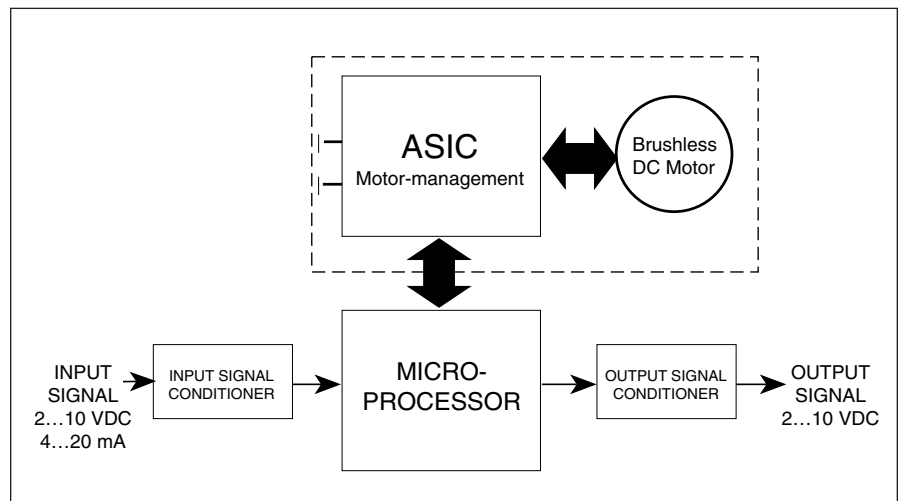 ASIC
Motor-management
Brushless
DC Motor
INPUT
SIGNAL
2...10 VDC
4...20 mA
INPUT SIGNAL
CONDITIONER
MICRO-
PROCESSOR
OUTPUT SIGNAL
CONDITIONER
OUTPUT
SIGNAL
2...10 VDC